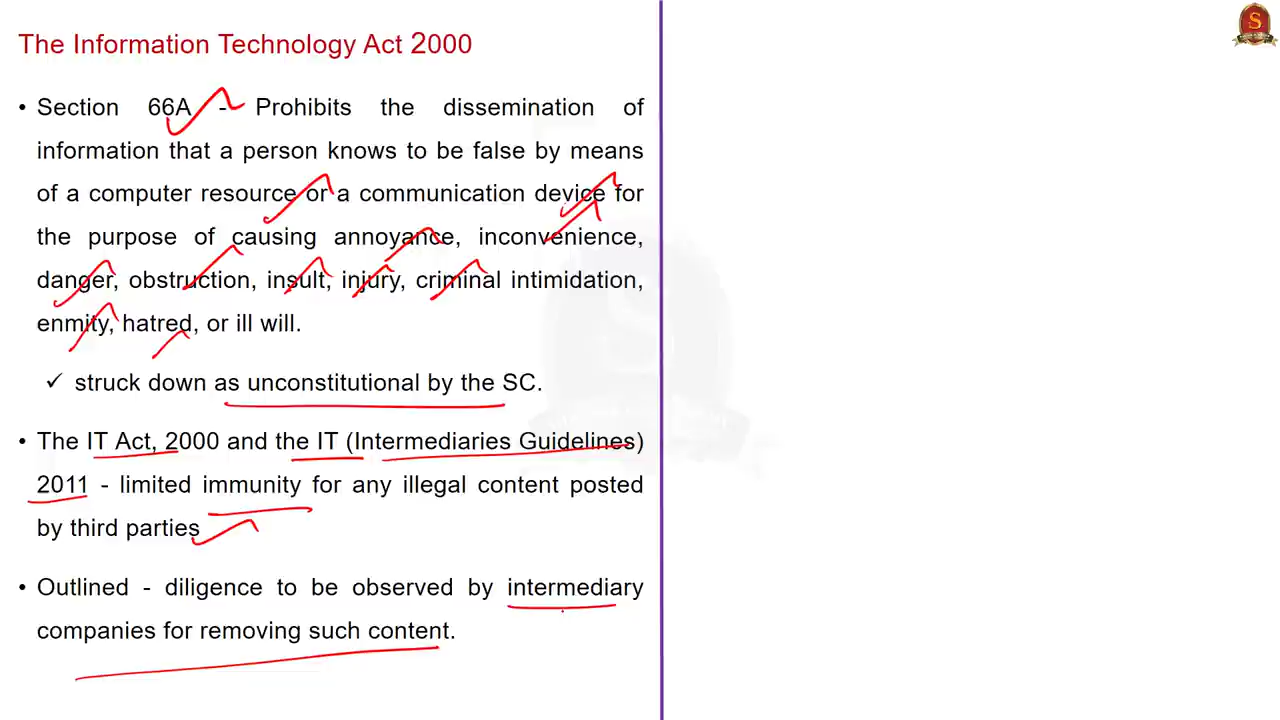 The Information Technology Act 2000
• Section 66A - Prohibits the dissemination of
information that a person knows to be false by means
of a computer resource or a communication device for
the purpose of causing annoyance, inconvenience,
danger, obstruction, insult, injury, criminal intimidation,
enmity, hatred, or ill will.
✓ struck down as unconstitutional by the SC.
• The IT Act, 2000 and the IT (Intermediaries Guidelines)
2011 - limited immunity for any illegal content posted
by third parties
• Outlined - diligence to be observed by intermediary
companies for removing such content.
S